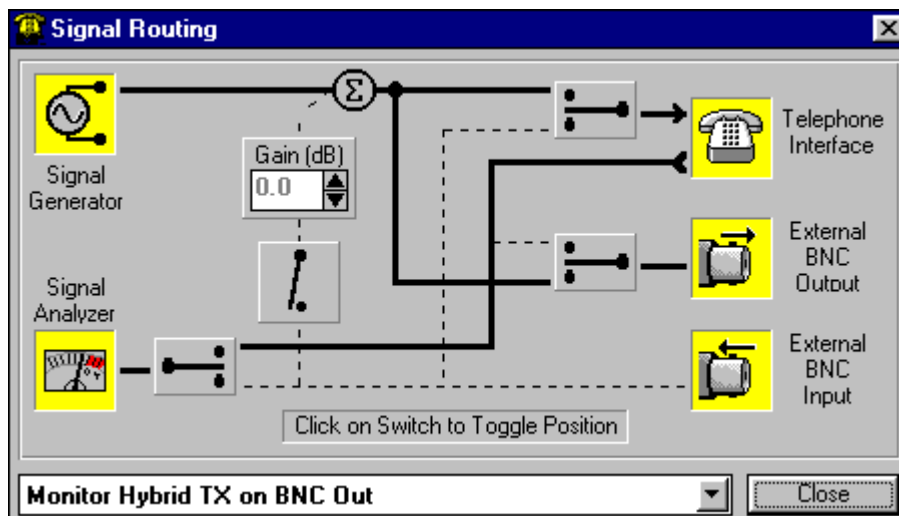 Signal Routing
Signal
Generator
Σ
Gain (dB)
0.0
Telephone
Interface
External
BNC
Output
Signal
Analyzer
External
BNC
Input
Click on Switch to Toggle Position
Monitor Hybrid TX on BNC Out
Close